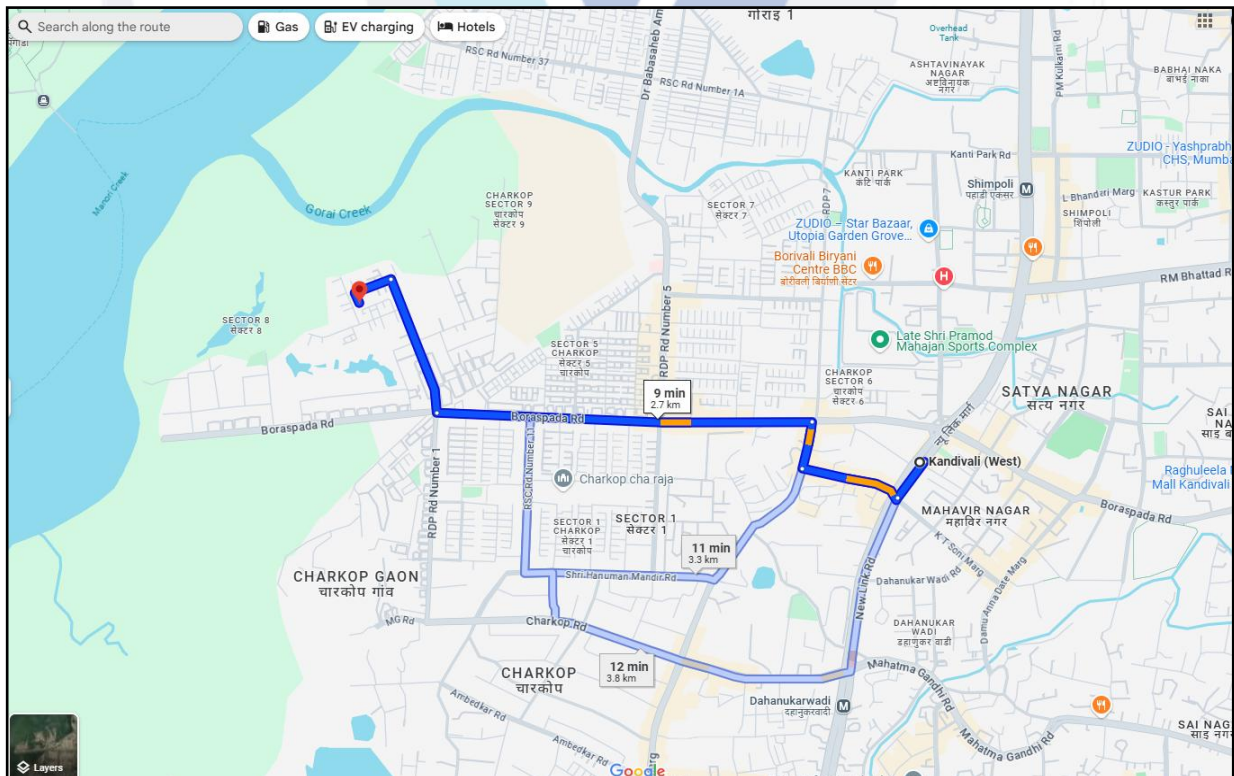 Search along the route
Gas
EV charging
Hotels
गोराइ 1
Overhead
Tank
RSC Rd Number 37
Dr Babasaheb Am
RSC Rd Number 1A
ASHTAVINAYAK
NAGAR
अष्टविनायक
नगर
PM Kulkarni Rd
BABHAI NAKA
बाभई नाका
ZUDIO - Yashprabh
CHS, Mumba
Kanti Park Rd
Manori Creek
Gorai Creek
CHARKOP
SECTOR 9
चारकोप
सेक्टर 9
SECTOR 7
सेक्टर 7
KANTI PARK
कंटि पार्क
RDP 7
Shimpoli
पहाडी एकसर
L Bhandari Marg
KASTUR PARK
कस्तुर पार्क
SHIMPOLI
शिंपोली
ZUDIO - Star Bazaar,
Utopia Garden Grove...
Borivali Biryani
Centre BBC
बोरीवली बिर्याणी सेंटर
H
RM Bhattad R
SECTOR 8
सेक्टर 8
RDP Rd Number 5
Late Shri Pramod
Mahajan Sports Complex
SECTOR 5
CHARKOP
सेक्टर 5
चारकोप
CHARKOP
SECTOR 6
चारकोप
सेक्टर 6
SATYA NAGAR
सत्य नगर
9 min
2.7 km
Boraspada Rd
Boraspada Rd
न्यू लिंक मार्ग
SAI
NA
साइ
Kandivali (West)
Raghuleela
Mall Kandivali
RDP Rd Number 1
RSC Rd Number 11
Charkop cha raja
MAHAVIR NAGAR
महाविर नगर
Boraspada Rd
SECTOR 1
CHARKOP
सेक्टर 1
चारकोप
SECTOR 1
सेक्टर 1
K T Soni Marg
11 min
3.3 km
CHARKOP GAON
चारकोप गांव
Shri Hanuman Mandir Rd
New Link Rd
Dahanukar Wadi Rd
Damu Anna Date Marg
MG Rd
Charkop Rd
DAHANUKAR
WADI
डहाणुकर वाडी
12 min
3.8 km
CHARKOP
चारकोप
Mahatma Gandhi Rd
Dahanukarwadi
दहानुकरवादी
Ambedkar Rd
Ambedkar Rd
Mahatma Gandhi Rd
SAI NAG
साइ नगर
Layers
Google
arg